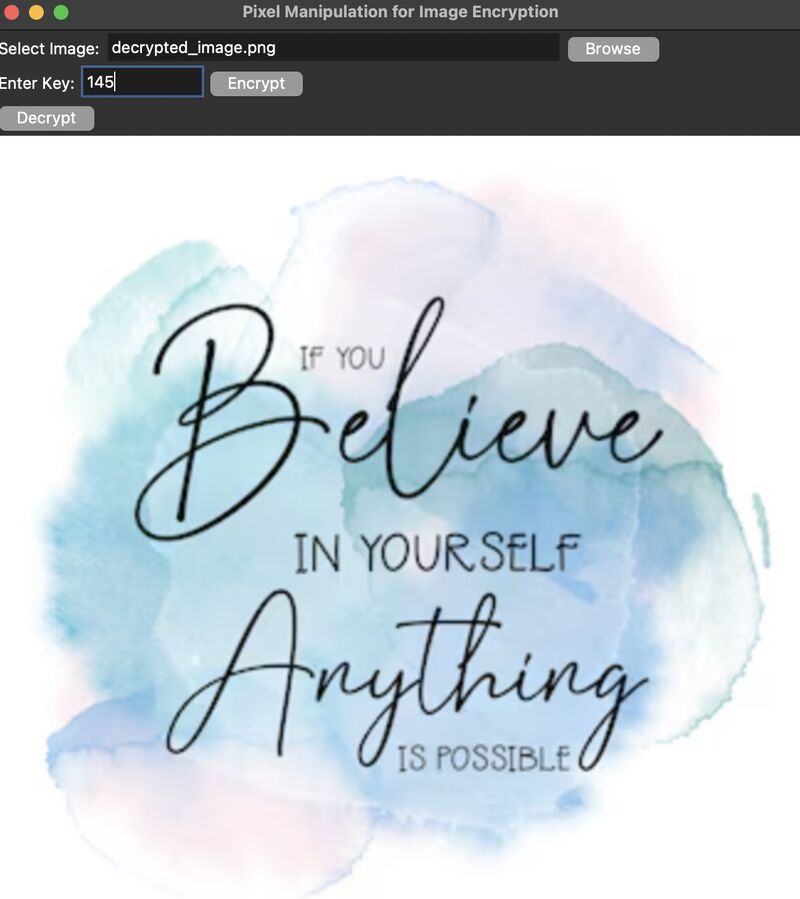 Pixel Manipulation for Image Encryption
Select Image: decrypted_image.png Browse
Enter Key: 145 Encrypt
Decrypt
IF YOU
Believe
IN YOURSELF
Anything
IS POSSIBLE